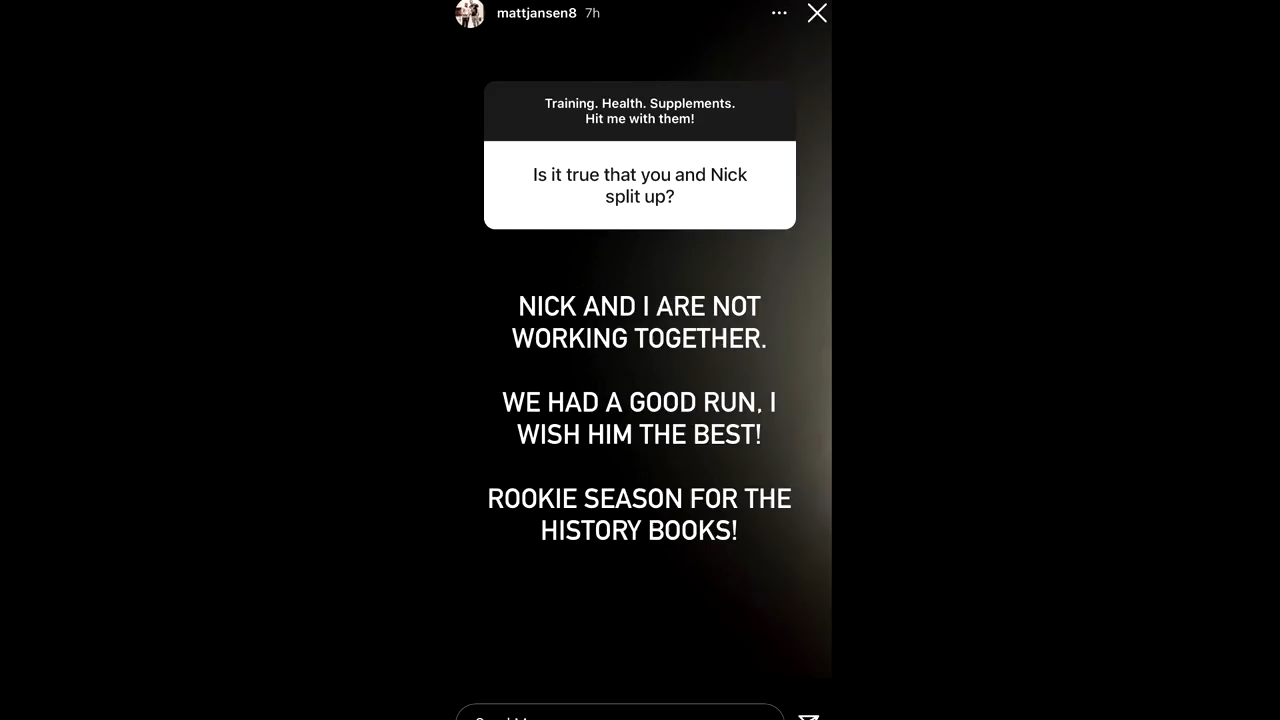 mattjansen8 7h
Training. Health. Supplements.
Hit me with them!
Is it true that you and Nick
split up?
NICK AND I ARE NOT
WORKING TOGETHER.
WE HAD A GOOD RUN, I
WISH HIM THE BEST!
ROOKIE SEASON FOR THE
HISTORY BOOKS!